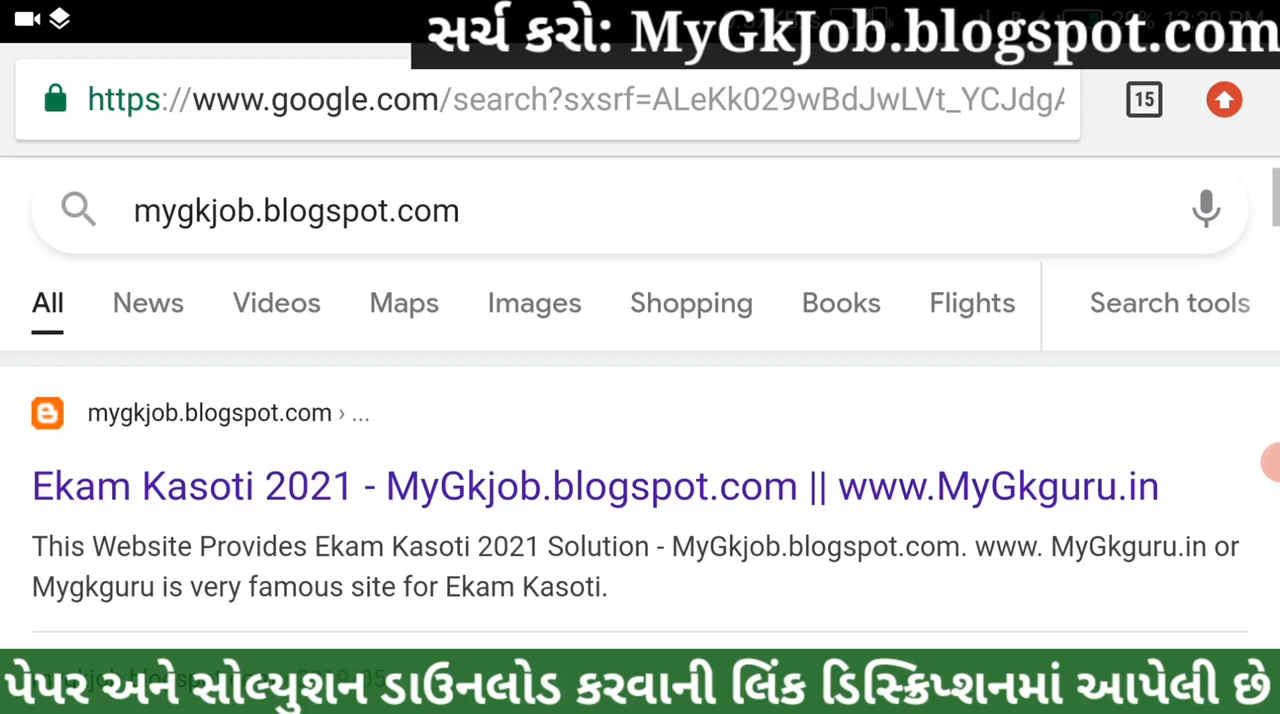 સર્ચ કરો: MyGkJob.blogspot.com
https://www.google.com/search?sxsrf=ALeKk029wBdJwLVt_YCJdgA
15
mygkjob.blogspot.com
All News Videos Maps Images Shopping Books Flights Search tools
mygkjob.blogspot.com › ...
Ekam Kasoti 2021 - MyGkjob.blogspot.com || www.MyGkguru.in
This Website Provides Ekam Kasoti 2021 Solution - MyGkjob.blogspot.com. www. MyGkguru.in or
Mygkguru is very famous site for Ekam Kasoti.
પેપર અને સોલ્યુશન ડાઉનલોડ કરવાની લિંક ડિસ્ક્રિપ્શનમાં આપેલી છે